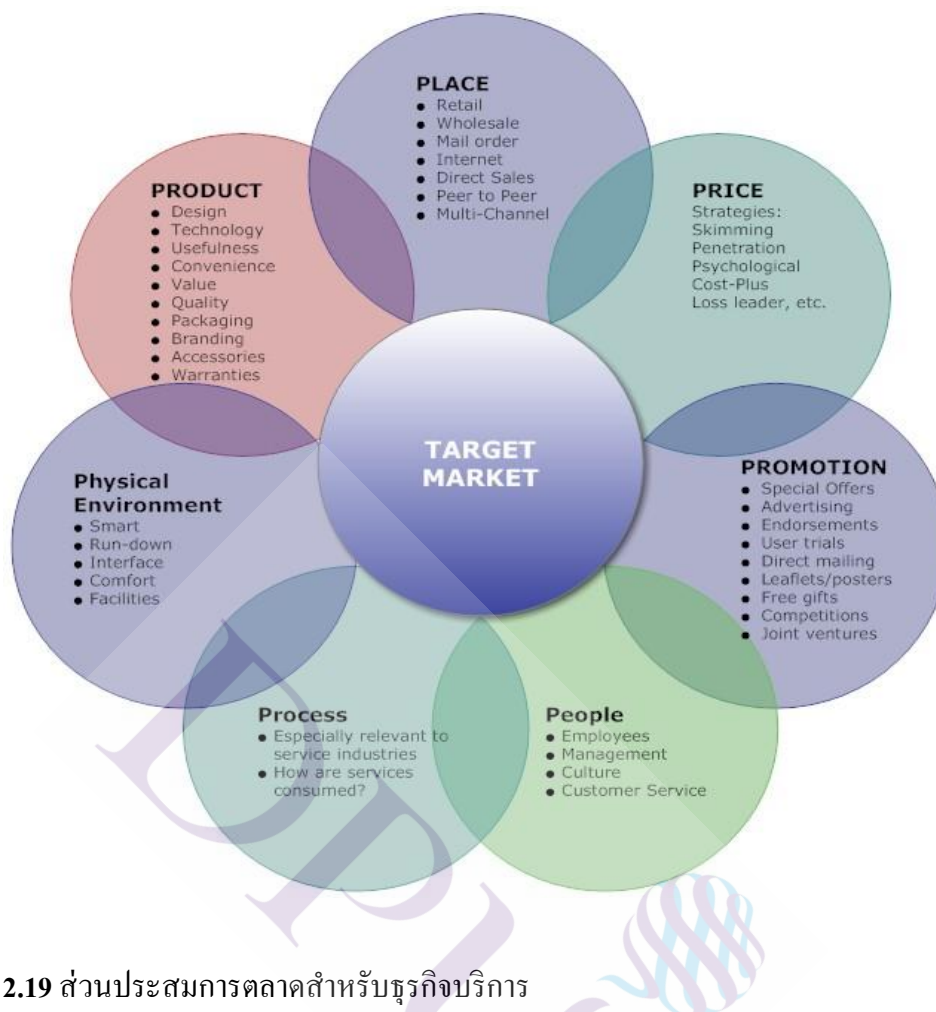 PLACE
● Retail
● Wholesale
● Mail order
● Internet
● Direct Sales
● Peer to Peer
● Multi-Channel
PRODUCT
● Design
● Technology
● Usefulness
● Convenience
● Value
● Quality
● Packaging
● Branding
● Accessories
● Warranties
PRICE
Strategies:
Skimming
Penetration
Psychological
Cost-Plus
Loss leader, etc.
TARGET
MARKET
Physical
Environment
● Smart
● Run-down
● Interface
● Comfort
● Facilities
PROMOTION
● Special Offers
● Advertising
● Endorsements
● User trials
● Direct mailing
● Leaflets/posters
● Free gifts
● Competitions
● Joint ventures
Process
● Especially relevant to
service industries
● How are services
consumed?
People
● Employees
● Management
● Culture
● Customer Service
DP
2.19 ส่วนประสมการตลาดสำหรับธุรกิจบริการ